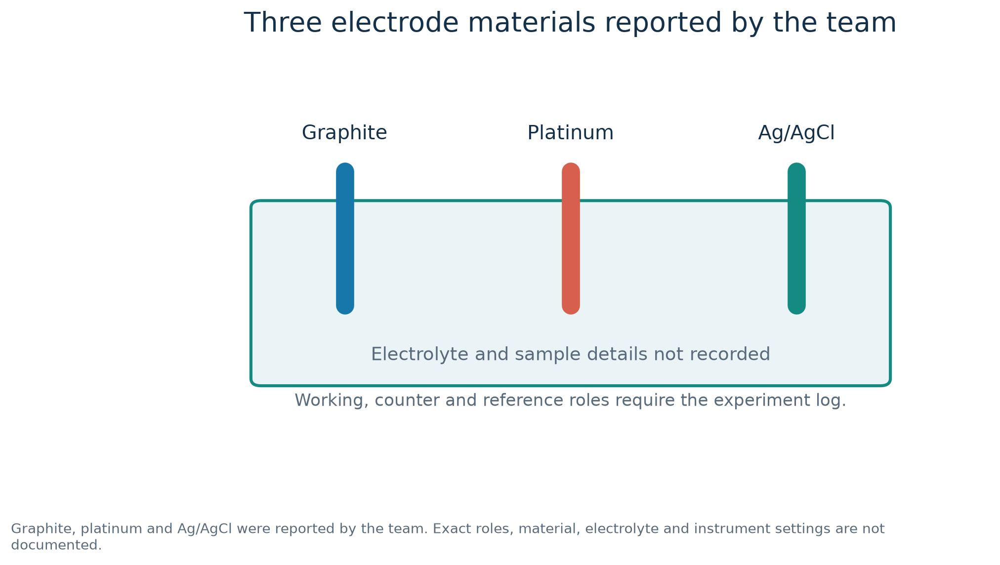 Three electrode materials reported by the team
Graphite
Platinum
Ag/AgCl
Electrolyte and sample details not recorded
Working, counter and reference roles require the experiment log.
Graphite, platinum and Ag/AgCl were reported by the team. Exact roles, material, electrolyte and instrument settings are not
documented.